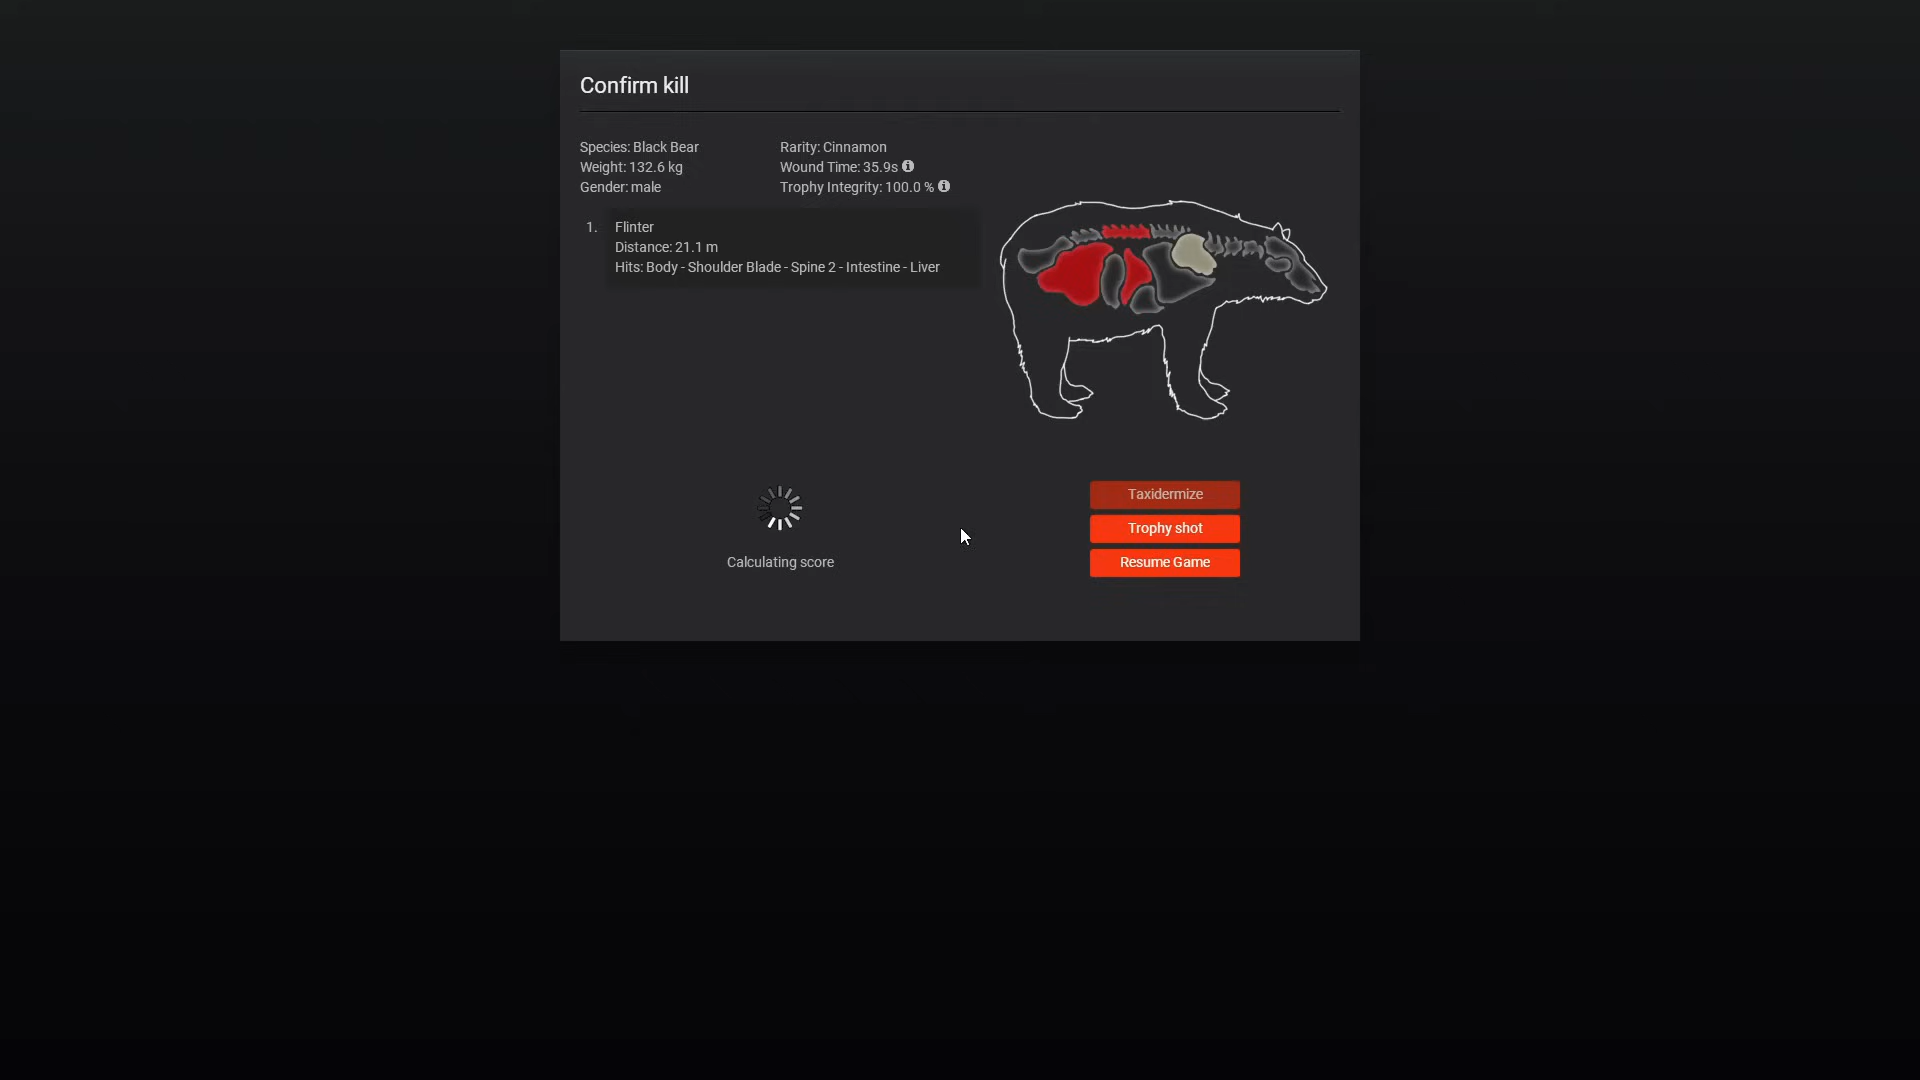 Confirm kill
Species: Black Bear
Weight: 132.6 kg
Gender: male
Rarity: Cinnamon
Wound Time: 35.9s
Trophy Integrity: 100.0 %
1.
Flinter
Distance: 21.1 m
Hits: Body - Shoulder Blade - Spine 2 - Intestine - Liver
Calculating score
Taxidermize
Trophy shot
Resume Game